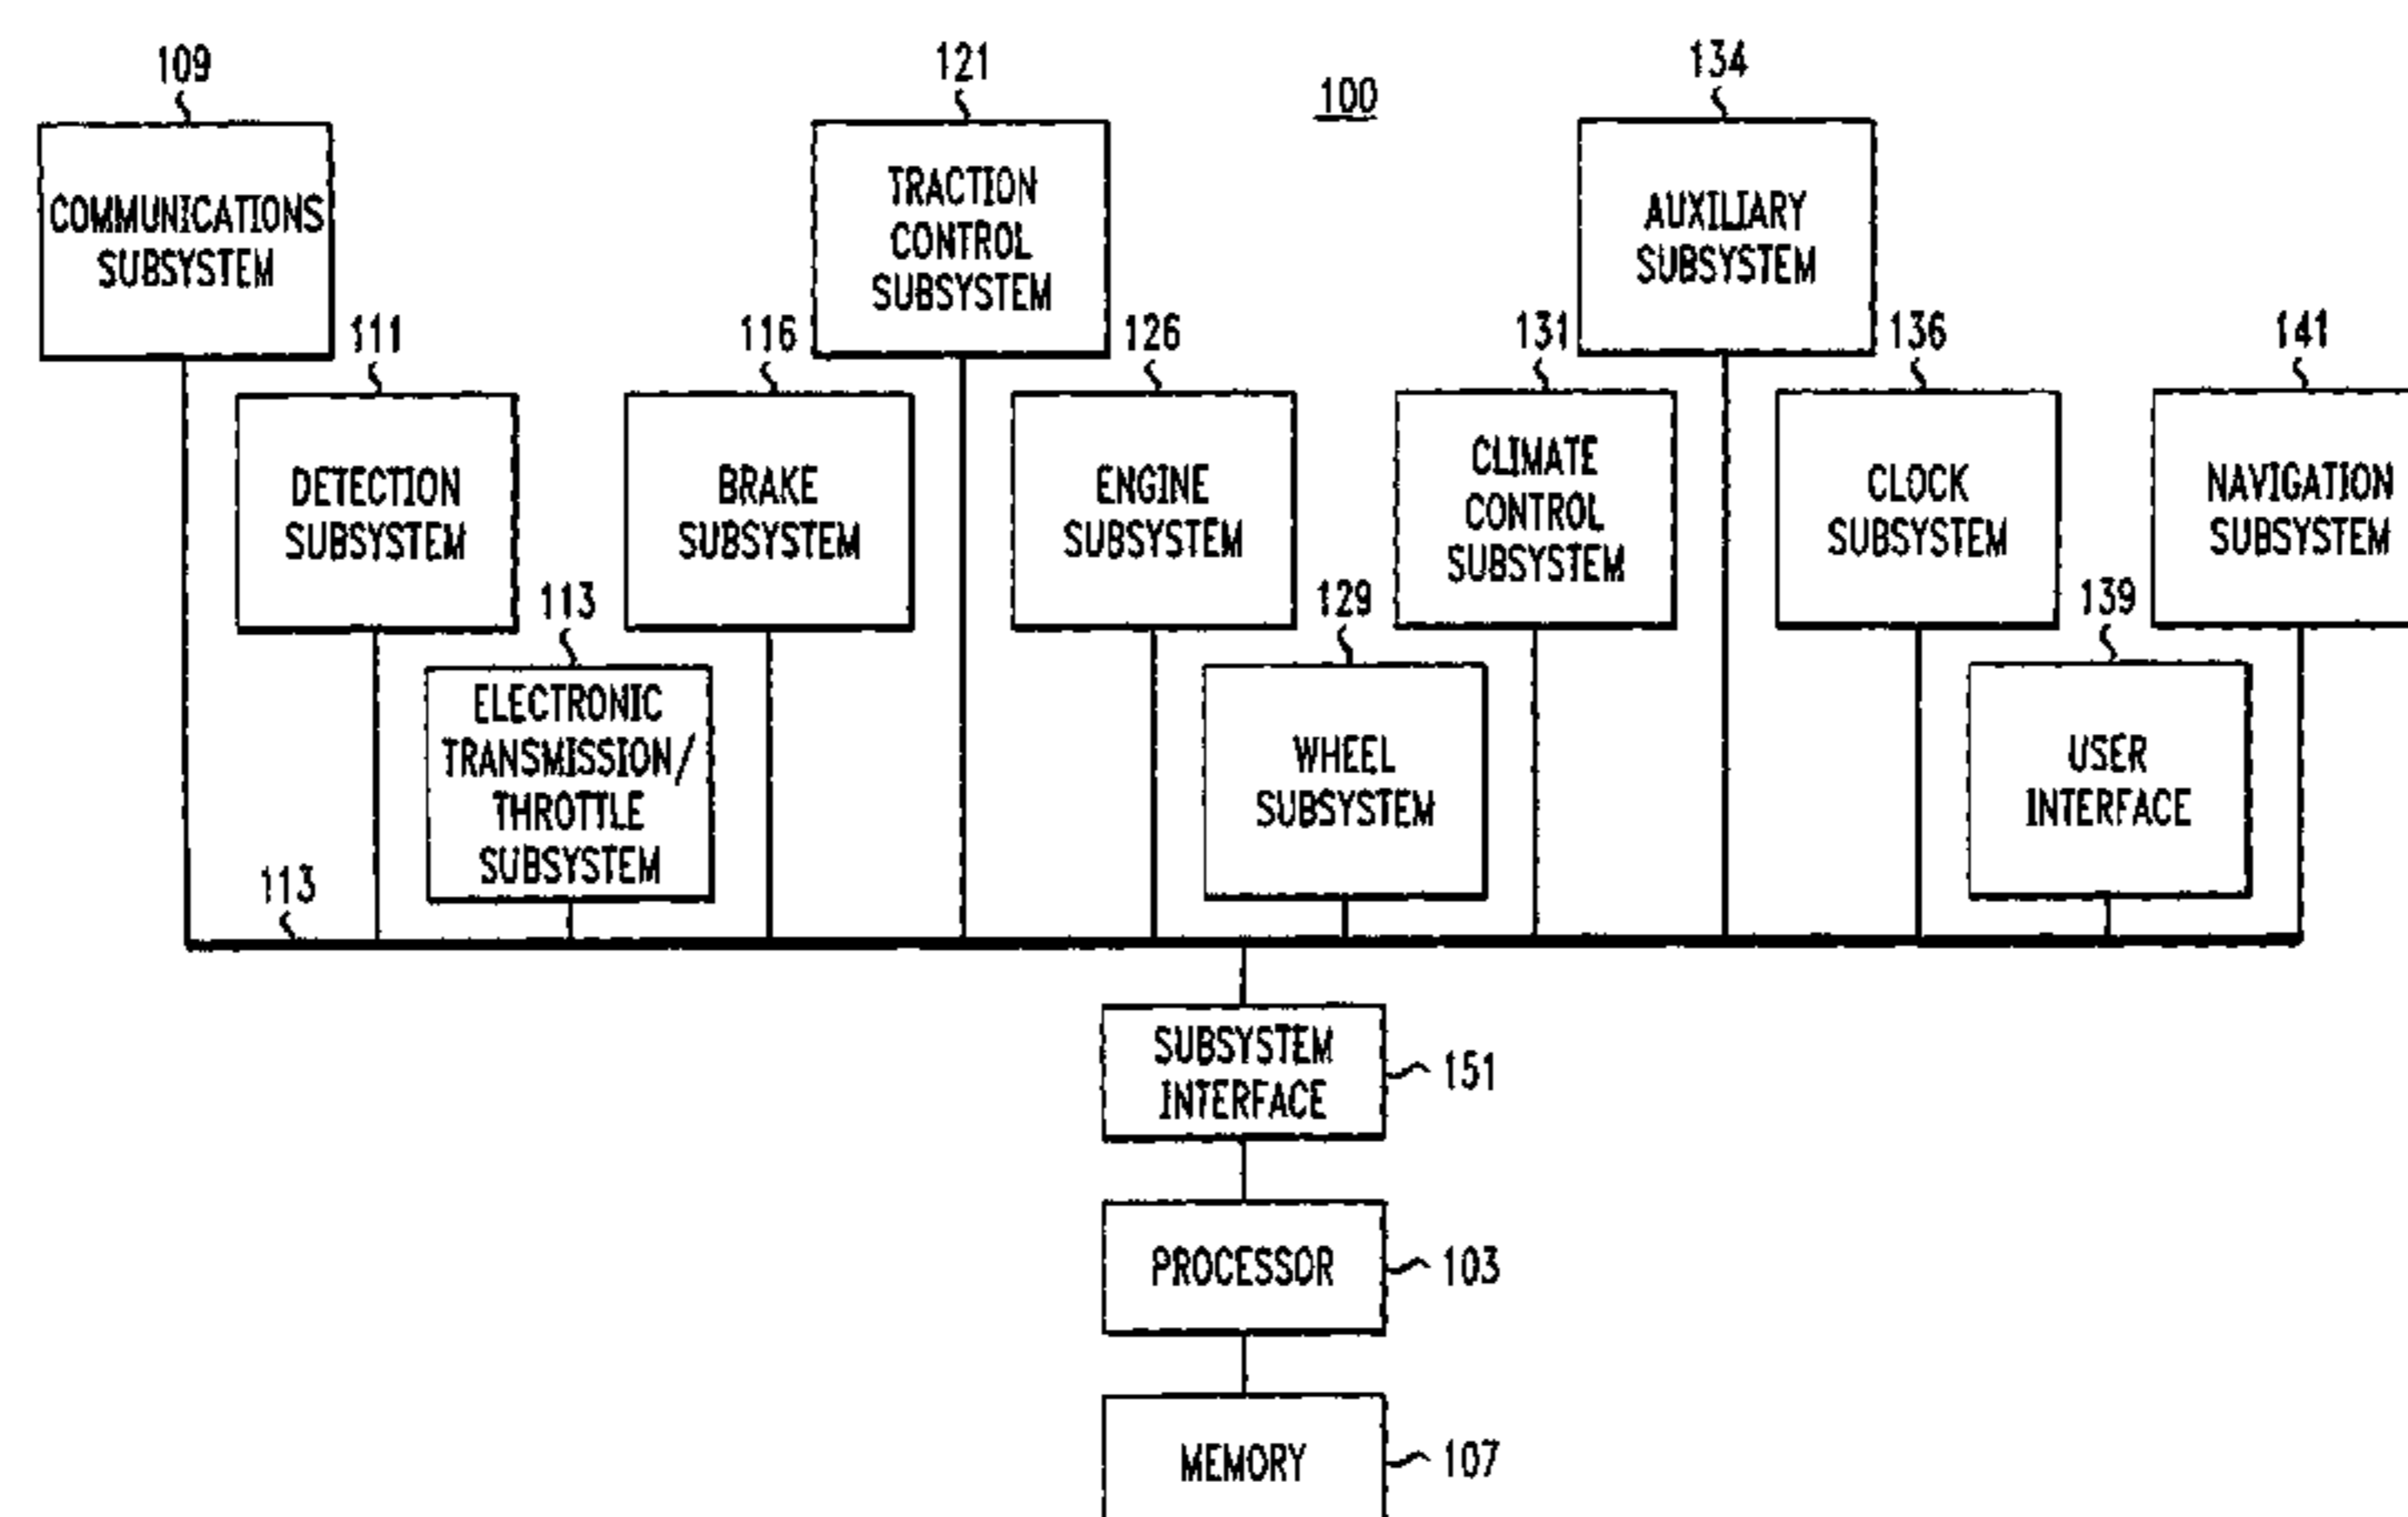 109
121
100
134
COMMUNICATIONS
SUBSYSTEM
TRACTION
CONTROL
SUBSYSTEM
AUXILIARY
SUBSYSTEM
111
116
126
131
136
141
DETECTION
SUBSYSTEM
BRAKE
SUBSYSTEM
ENGINE
SUBSYSTEM
CLIMATE
CONTROL
SUBSYSTEM
CLOCK
SUBSYSTEM
NAVIGATION
SUBSYSTEM
113
129
139
ELECTRONIC
TRANSMISSION/
THROTTLE
SUBSYSTEM
WHEEL
SUBSYSTEM
USER
INTERFACE
113
SUBSYSTEM
INTERFACE
151
PROCESSOR
103
MEMORY
107